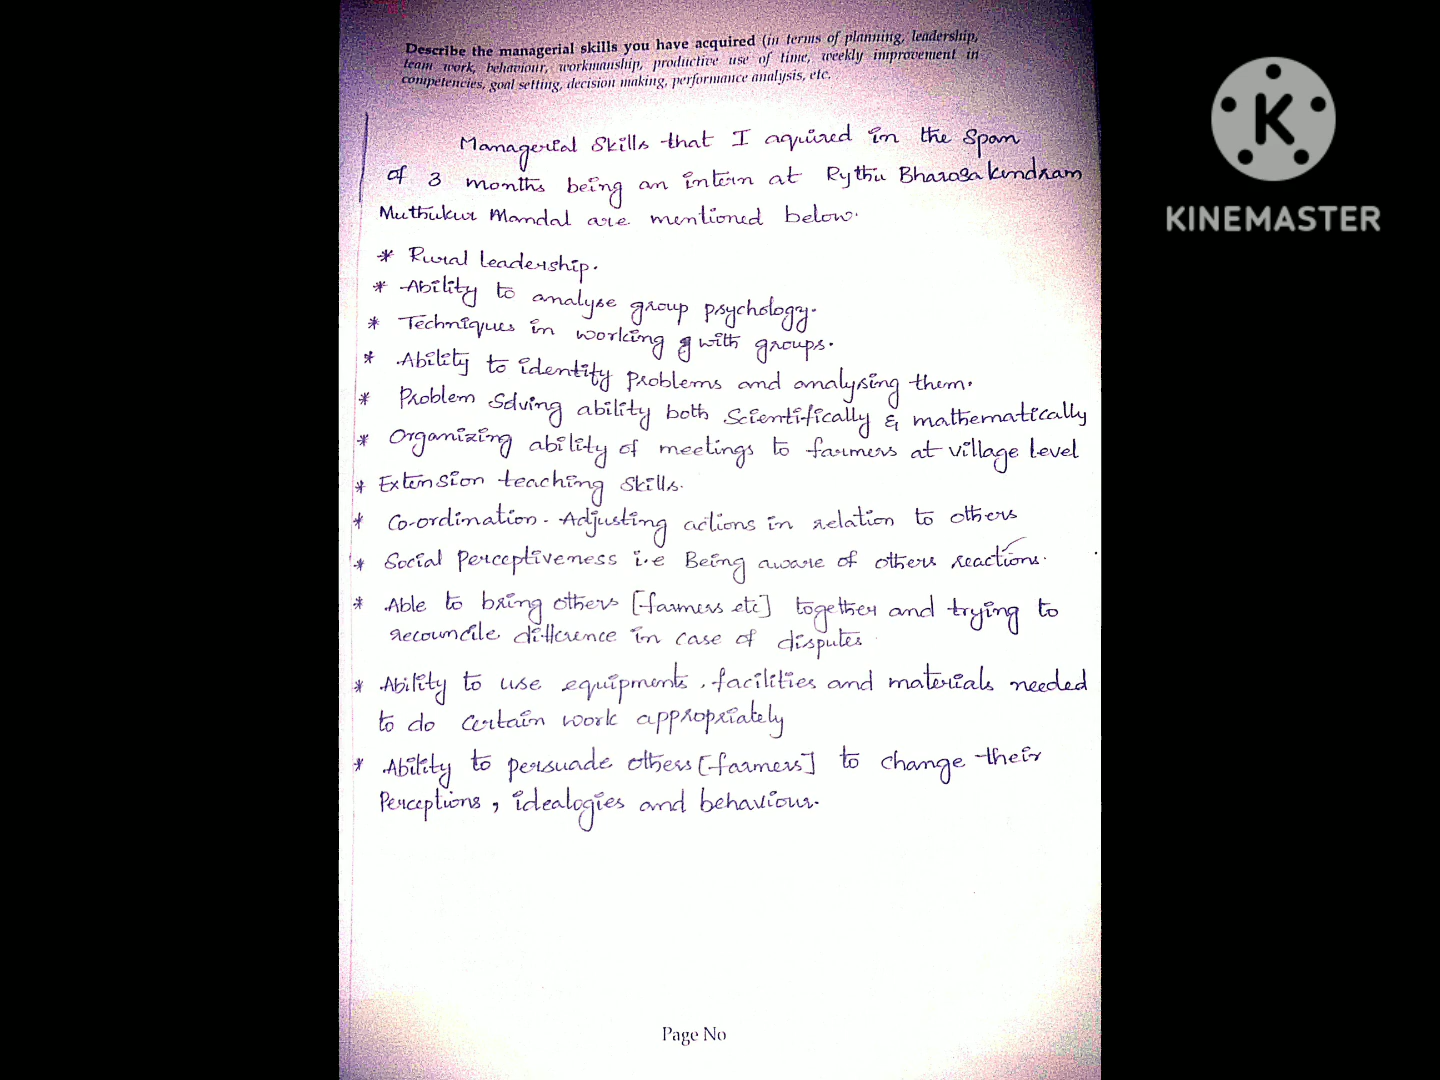 Describe the managerial skills you have acquired (in terms of planning, leadership,
team work, behaviour, workmanship, productive use of time, weekly improvement in
competencies, goal setting, decision making, performance analysis, etc.
Managerial Skills that I aquired in the Span
of 3 months being an intern at Rythu Bharosa kendram
Muthukur Mandal are mentioned below.
* Rural leadership.
* Ability to analyse group psychology.
* Techniques in working with groups.
* Ability to identify problems and analysing them.
* Problem Solving ability both Scientifically & mathematically
* Organizing ability of meetings to farmers at village level
* Extension teaching Skills.
* Co-ordination - Adjusting actions in relation to others
* Social Perceptiveness i.e Being aware of others reactions.
* Able to bring others [farmers etc] together and trying to
recouncile difference in case of disputes
* Ability to use equipments, facilities and materials needed
to do certain work appropriately
* Ability to persuade others [farmers] to change their
Perceptions, idealogies and behaviour.
Page No
K
KINEMASTER